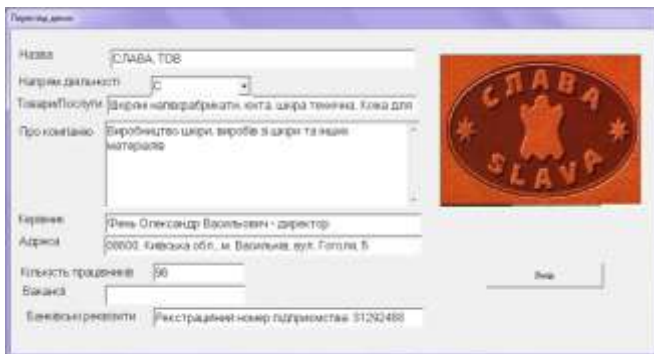 Перегляд даних
Назва СЛАВА, ТОВ
Напрям діяльності С
Товари/Послуги Шкіряні напівфабрикати, юхта, шкіра технічна. Кожа для
Про компанію Виробництво шкіри, виробів зі шкіри та інших
матеріалів
СЛАВА
SLAVA
Керівник Фень Олександр Васильович - директор
Адреса 08600, Київська обл., м. Васильків, вул. Гоголя, 5
Кількість працівників 96
Вакансії
Банківські реквізити Реєстраційний номер підприємства: 31292488
Вихід